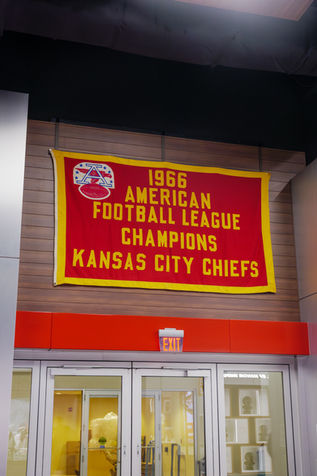 1966
AMERICAN
FOOTBALL LEAGUE
CHAMPIONS
KANSAS CITY CHIEFS
EXIT